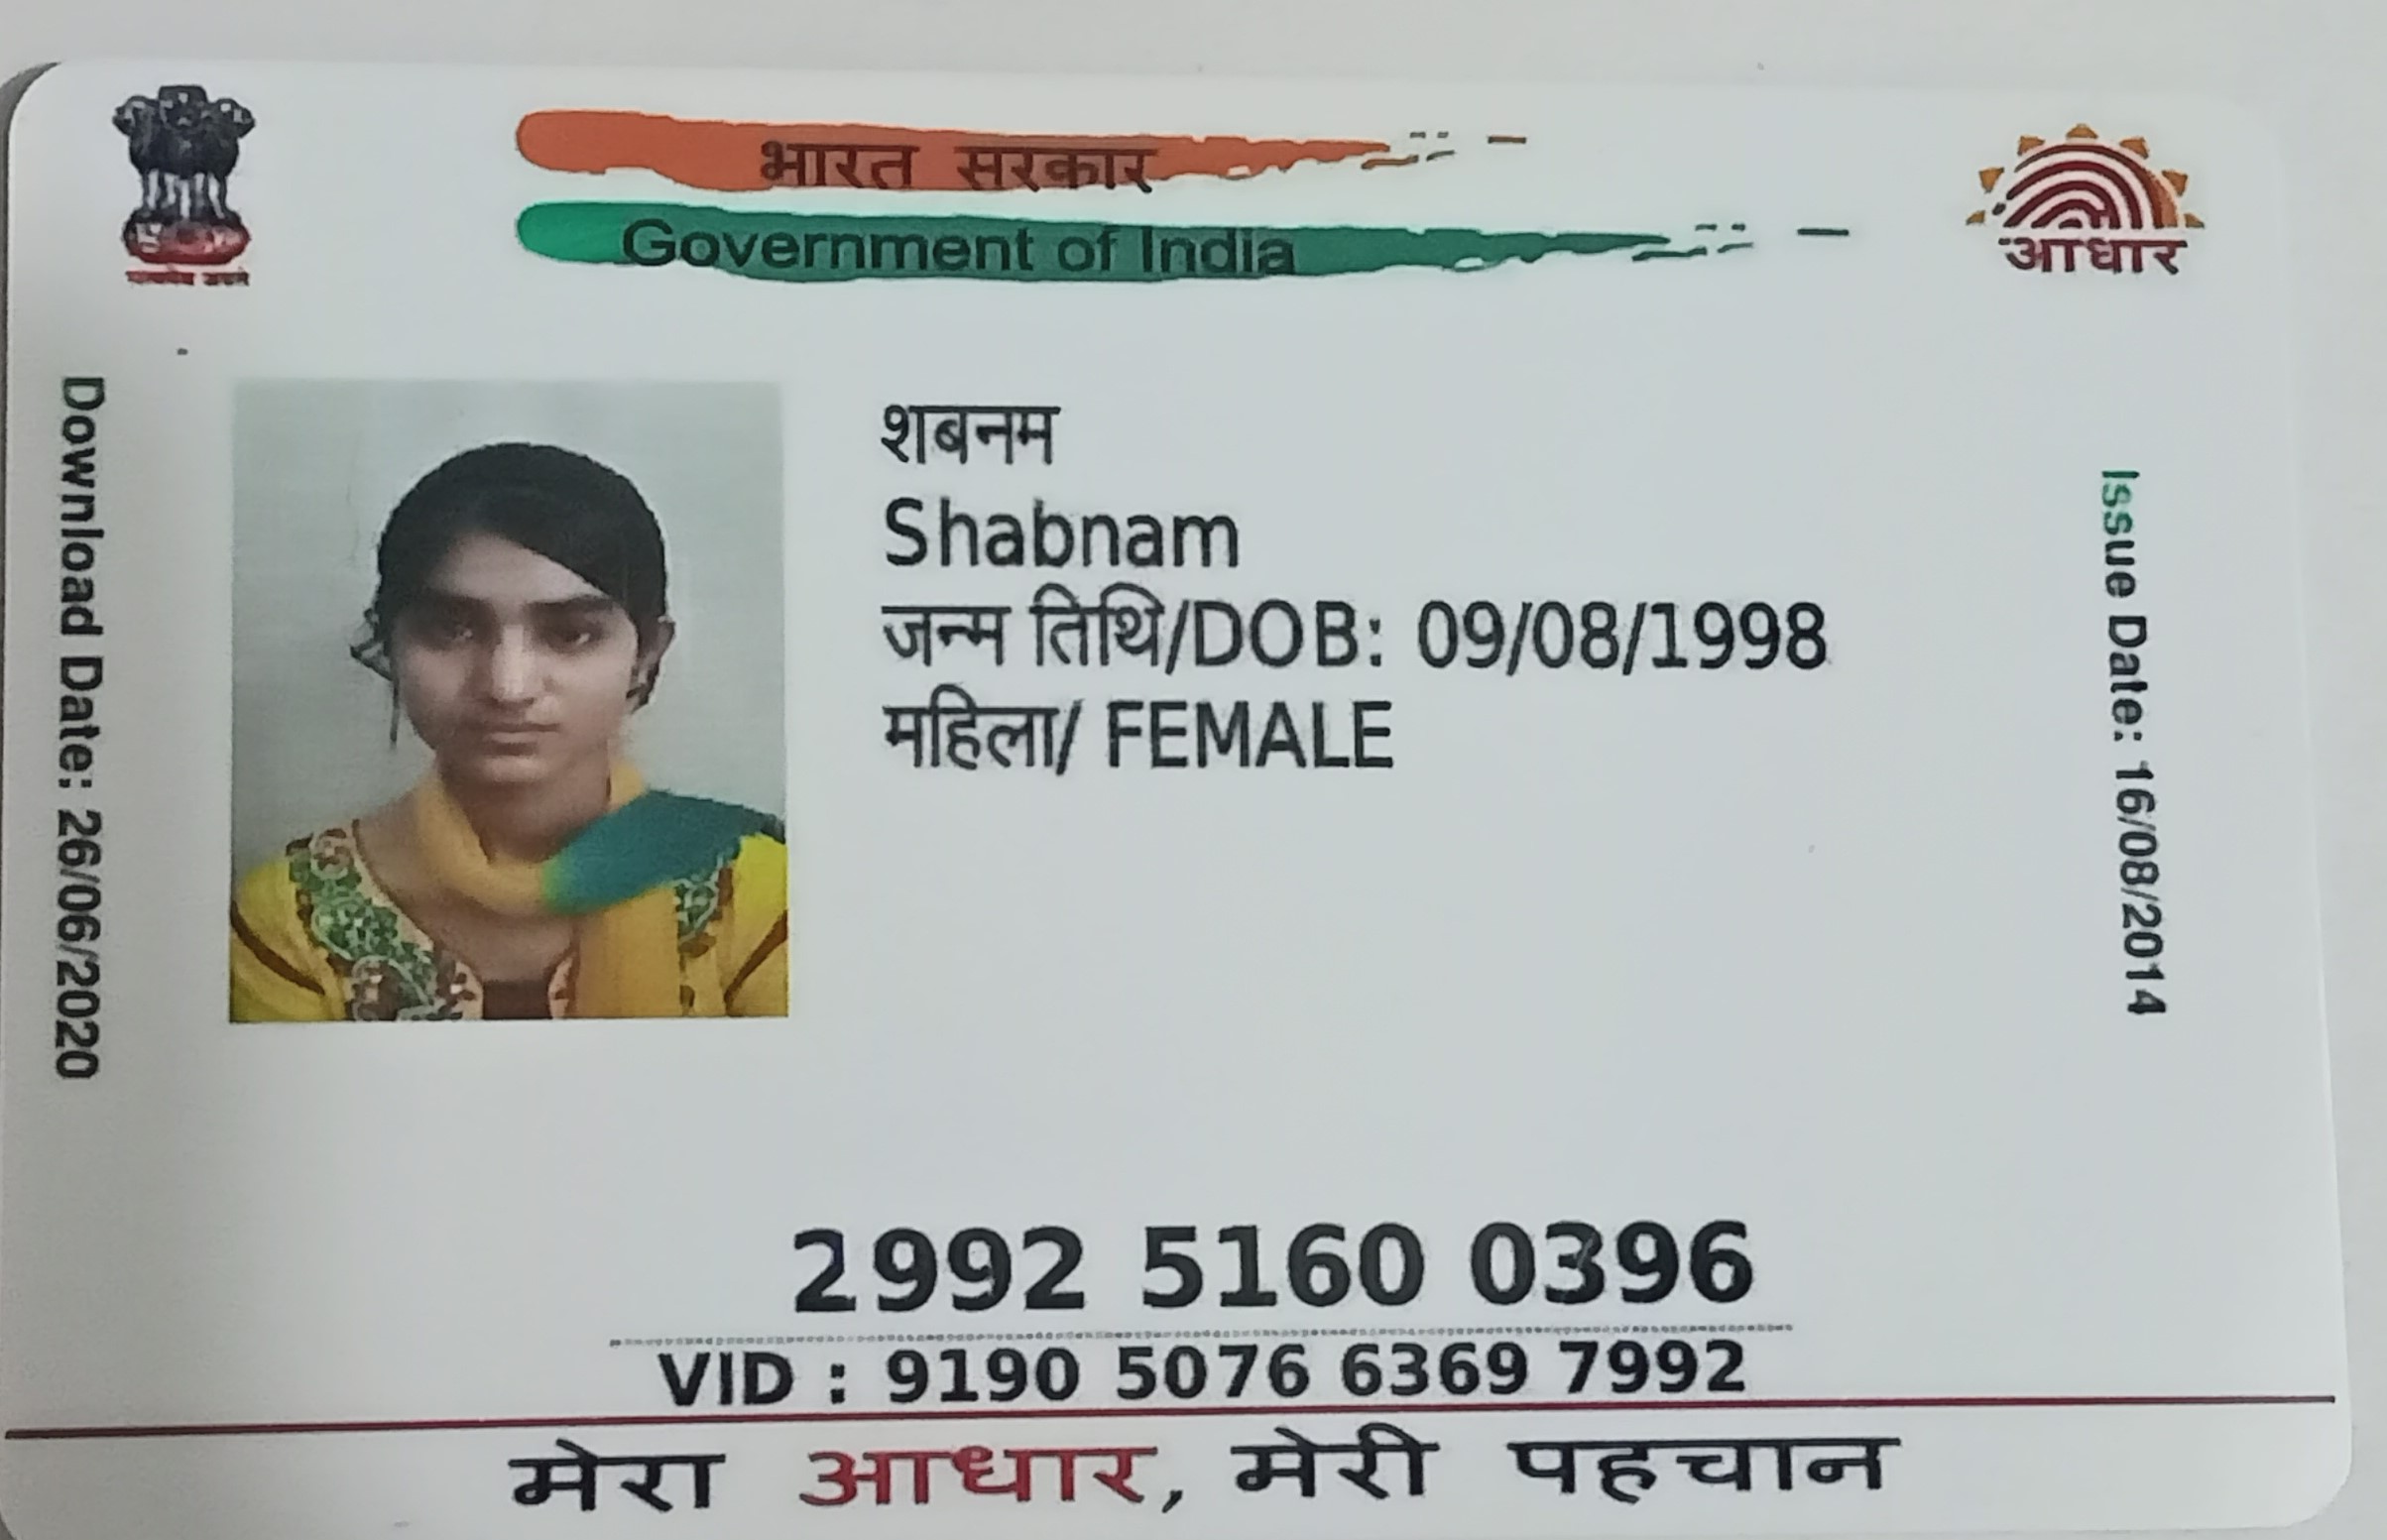 भारत सरकार
Government of India
आधार
Download Date: 26/06/2020
शबनम
Shabnam
जन्म तिथि/DOB: 09/08/1998
महिला/ FEMALE
Issue Date: 16/08/2014
2992 5160 0396
VID : 9190 5076 6369 7992
मेरा आधार, मेरी पहचान